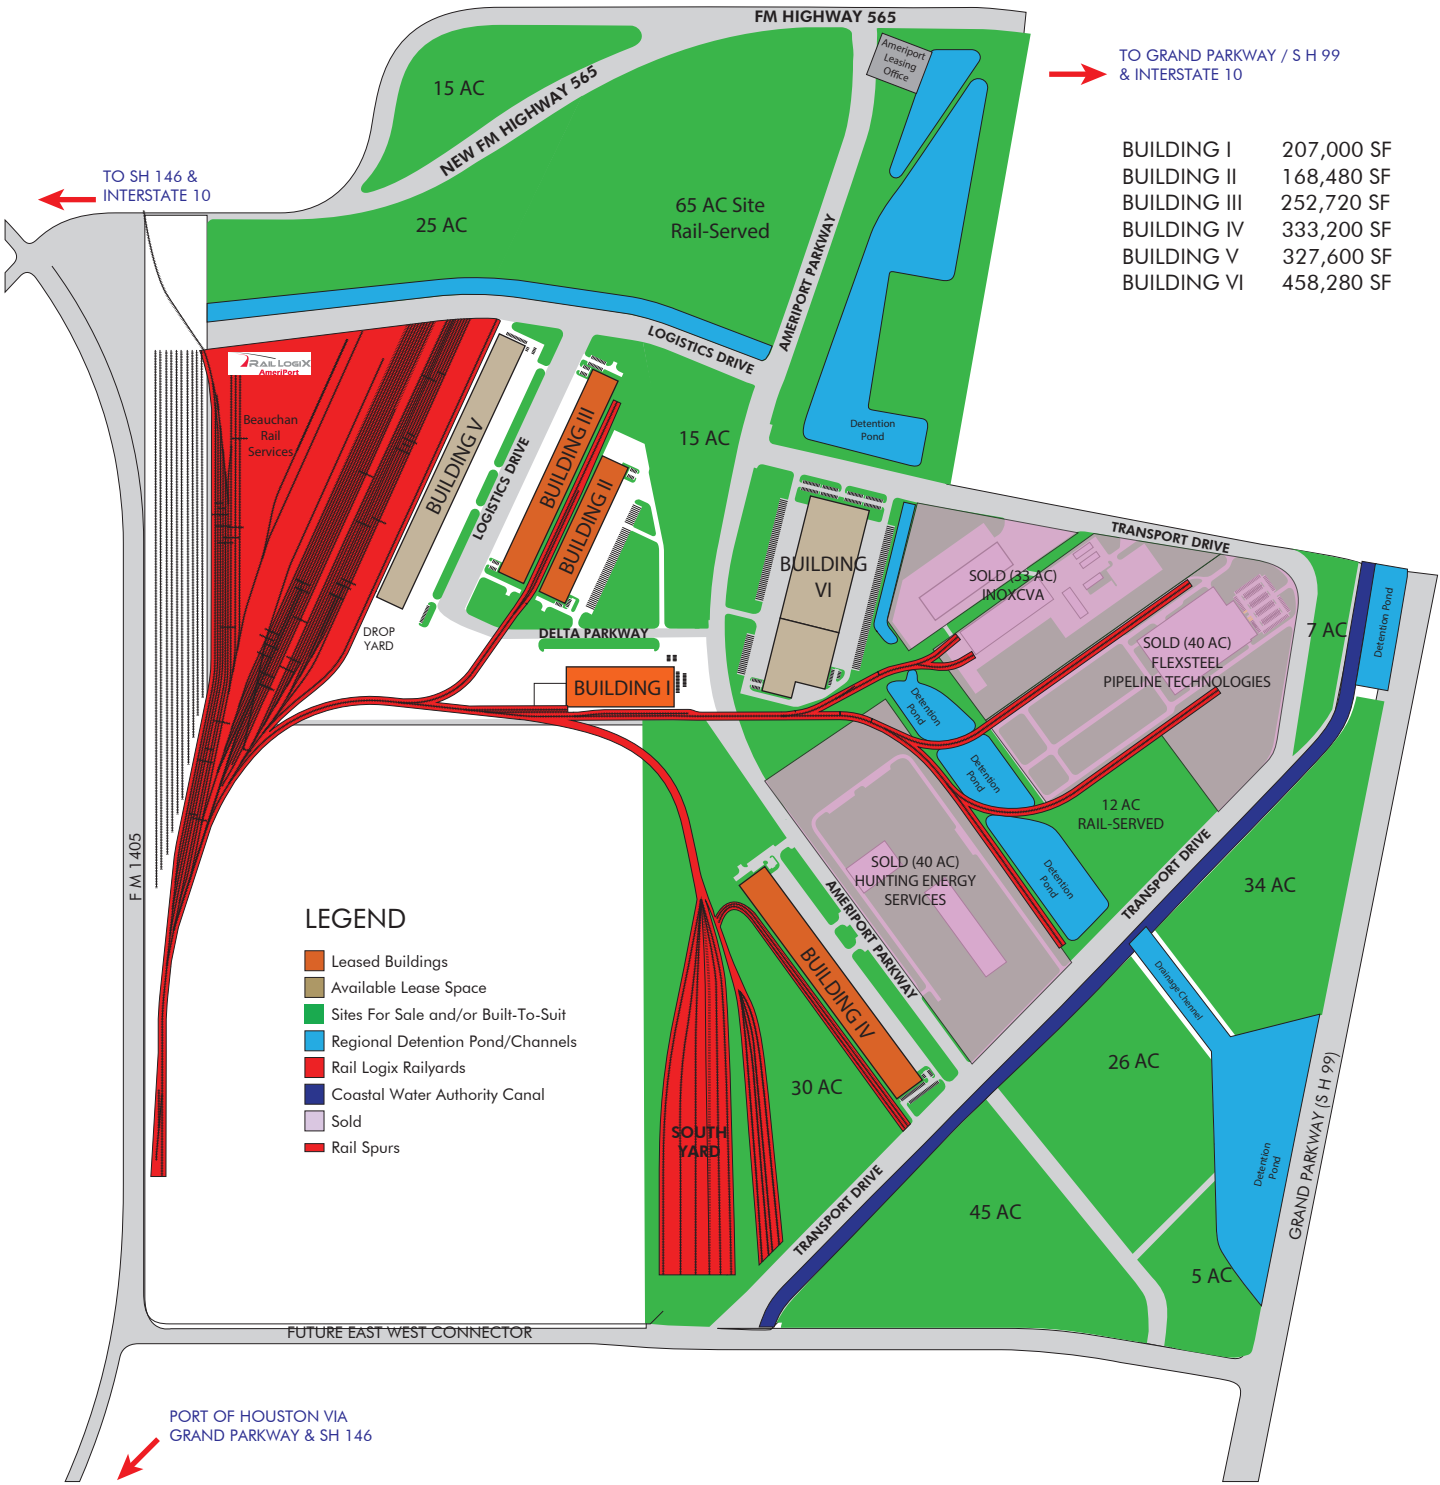 FM HIGHWAY 565
Ameriport
Leasing
Office
TO GRAND PARKWAY / S H 99
& INTERSTATE 10
15 AC
NEW FM HIGHWAY 565
BUILDING I 207,000 SF
BUILDING II 168,480 SF
BUILDING III 252,720 SF
BUILDING IV 333,200 SF
BUILDING V 327,600 SF
BUILDING VI 458,280 SF
TO SH 146 &
INTERSTATE 10
25 AC
65 AC Site
Rail-Served
AMERIPORT PARKWAY
LOGISTICS DRIVE
RAIL LOGIX
AmeriPort
Beauchan
Rail
Services
BUILDING V
LOGISTICS DRIVE
BUILDING III
BUILDING II
15 AC
Detention
Pond
TRANSPORT DRIVE
BUILDING
VI
SOLD (33 AC)
INOXCVA
SOLD (40 AC)
FLEXSTEEL
PIPELINE TECHNOLOGIES
7 AC
Detention Pond
DROP
YARD
DELTA PARKWAY
BUILDING I
Detention
Pond
Detention
Pond
12 AC
RAIL-SERVED
Detention
Pond
SOLD (40 AC)
HUNTING ENERGY
SERVICES
TRANSPORT DRIVE
34 AC
F M 1405
AMERIPORT PARKWAY
BUILDING IV
Drainage Chennel
LEGEND
Leased Buildings
Available Lease Space
Sites For Sale and/or Built-To-Suit
Regional Detention Pond/Channels
Rail Logix Railyards
Coastal Water Authority Canal
Sold
Rail Spurs
30 AC
26 AC
SOUTH
YARD
GRAND PARKWAY (S H 99)
Detention
Pond
TRANSPORT DRIVE
45 AC
5 AC
FUTURE EAST WEST CONNECTOR
PORT OF HOUSTON VIA
GRAND PARKWAY & SH 146